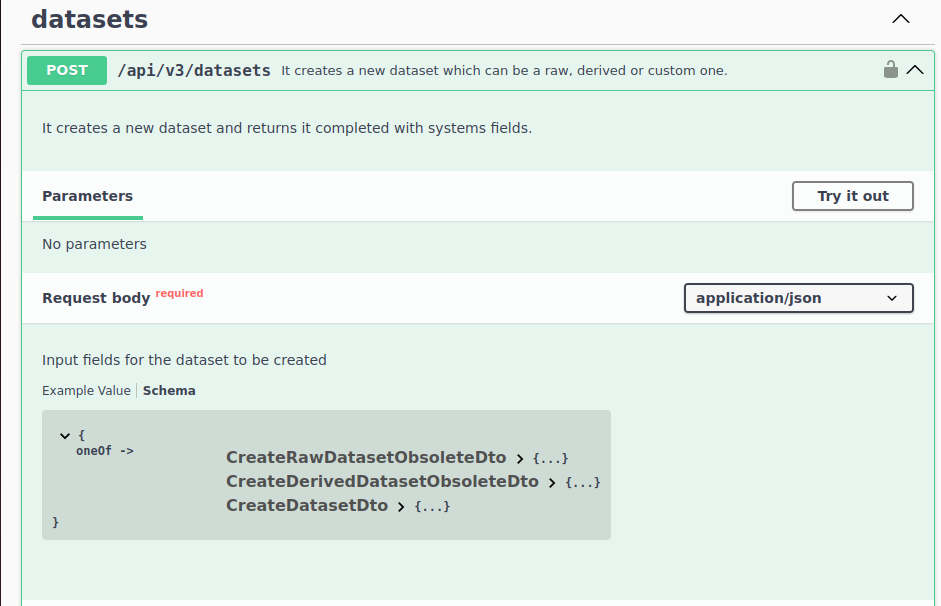 datasets
POST /api/v3/datasets It creates a new dataset which can be a raw, derived or custom one.
It creates a new dataset and returns it completed with systems fields.
Parameters Try it out
No parameters
Request body required application/json
Input fields for the dataset to be created
Example Value Schema
{
oneOf ->
CreateRawDatasetObsoleteDto {...}
CreateDerivedDatasetObsoleteDto {...}
CreateDatasetDto {...}
}